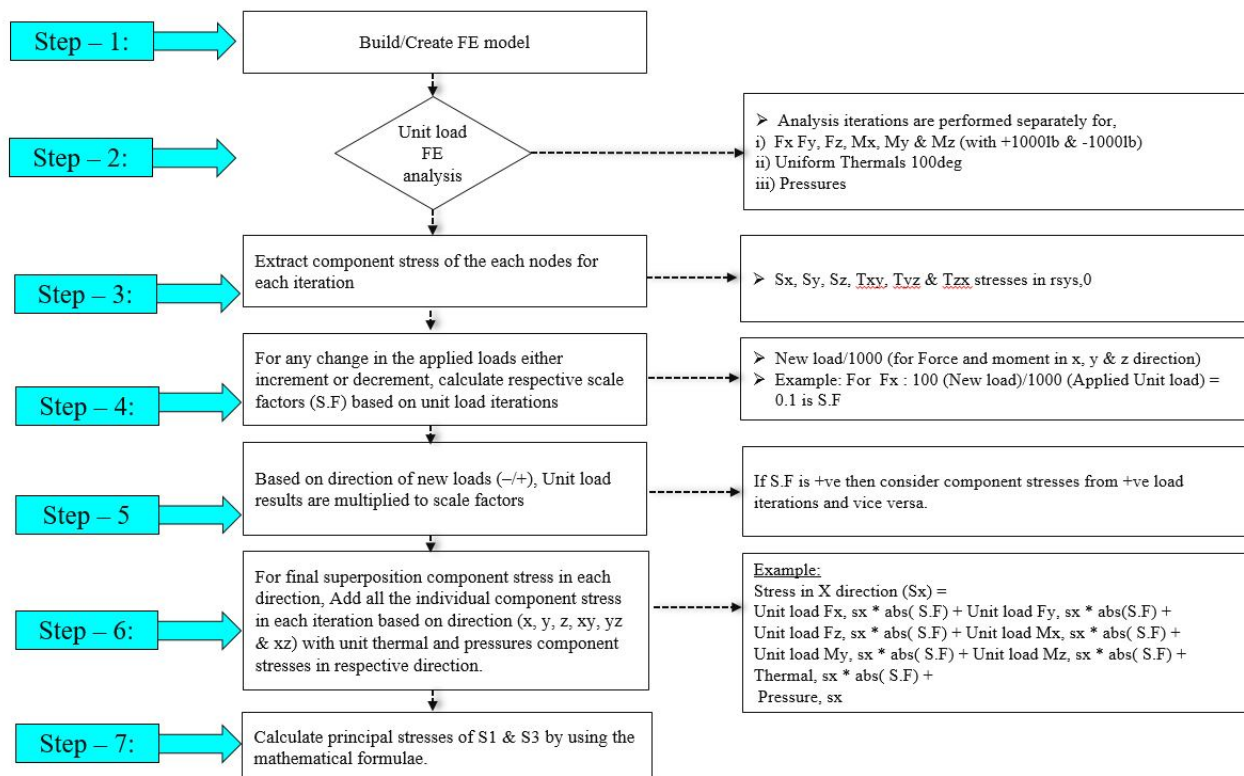 Step – 1:
Build/Create FE model
Step – 2:
Unit load
FE
analysis
➢ Analysis iterations are performed separately for,
i) Fx Fy, Fz, Mx, My & Mz (with +1000lb & -1000lb)
ii) Uniform Thermals 100deg
iii) Pressures
Step – 3:
Extract component stress of the each nodes for
each iteration
➢ Sx, Sy, Sz, Txy, Tyz & Tzx stresses in rsys,0
Step – 4:
For any change in the applied loads either
increment or decrement, calculate respective scale
factors (S.F) based on unit load iterations
➢ New load/1000 (for Force and moment in x, y & z direction)
➢ Example: For Fx : 100 (New load)/1000 (Applied Unit load) =
0.1 is S.F
Step – 5
Based on direction of new loads (–/+), Unit load
results are multiplied to scale factors
If S.F is +ve then consider component stresses from +ve load
iterations and vice versa.
Step – 6:
For final superposition component stress in each
direction, Add all the individual component stress
in each iteration based on direction (x, y, z, xy, yz
& xz) with unit thermal and pressures component
stresses in respective direction.
Example:
Stress in X direction (Sx) =
Unit load Fx, sx * abs( S.F) + Unit load Fy, sx * abs(S.F) +
Unit load Fz, sx * abs( S.F) + Unit load Mx, sx * abs( S.F) +
Unit load My, sx * abs( S.F) + Unit load Mz, sx * abs( S.F) +
Thermal, sx * abs( S.F) +
Pressure, sx
Step – 7:
Calculate principal stresses of S1 & S3 by using the
mathematical formulae.